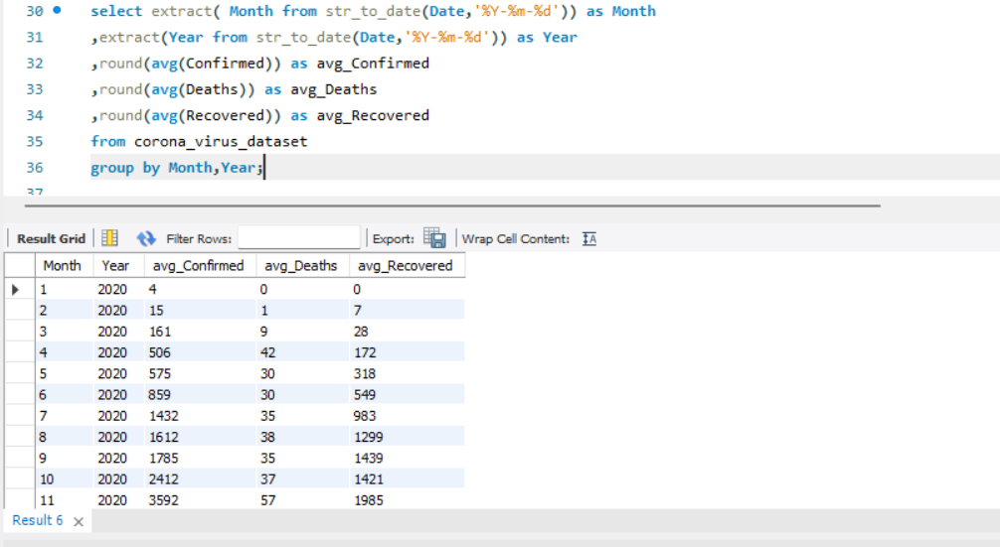 30 select extract( Month from str_to_date(Date,'%Y-%m-%d')) as Month
31 ,extract(Year from str_to_date(Date,'%Y-%m-%d')) as Year
32 ,round(avg(Confirmed)) as avg_Confirmed
33 ,round(avg(Deaths)) as avg_Deaths
34 ,round(avg(Recovered)) as avg_Recovered
35 from corona_virus_dataset
36 group by Month,Year;
37
Result Grid Filter Rows: Export: Wrap Cell Content: IA
Month Year avg_Confirmed avg_Deaths avg_Recovered
1 2020 4 0 0
2 2020 15 1 7
3 2020 161 9 28
4 2020 506 42 172
5 2020 575 30 318
6 2020 859 30 549
7 2020 1432 35 983
8 2020 1612 38 1299
9 2020 1785 35 1439
10 2020 2412 37 1421
11 2020 3592 57 1985
Result 6 ×